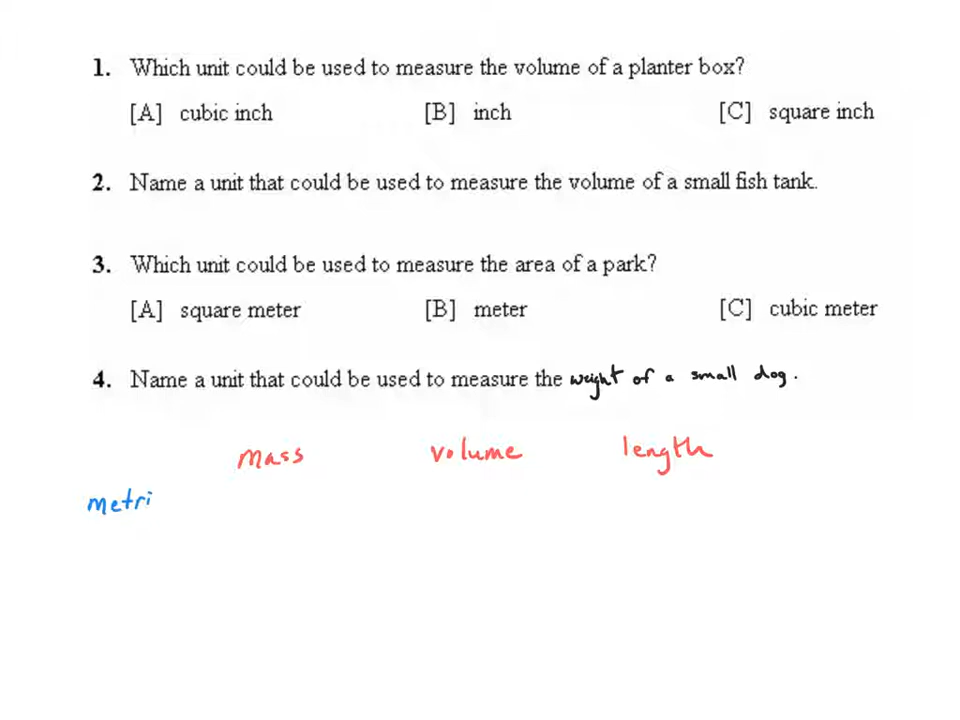 1. Which unit could be used to measure the volume of a planter box?
[A] cubic inch [B] inch [C] square inch
2. Name a unit that could be used to measure the volume of a small fish tank.
3. Which unit could be used to measure the area of a park?
[A] square meter [B] meter [C] cubic meter
4. Name a unit that could be used to measure the weight of a small dog.
mass volume length
metri